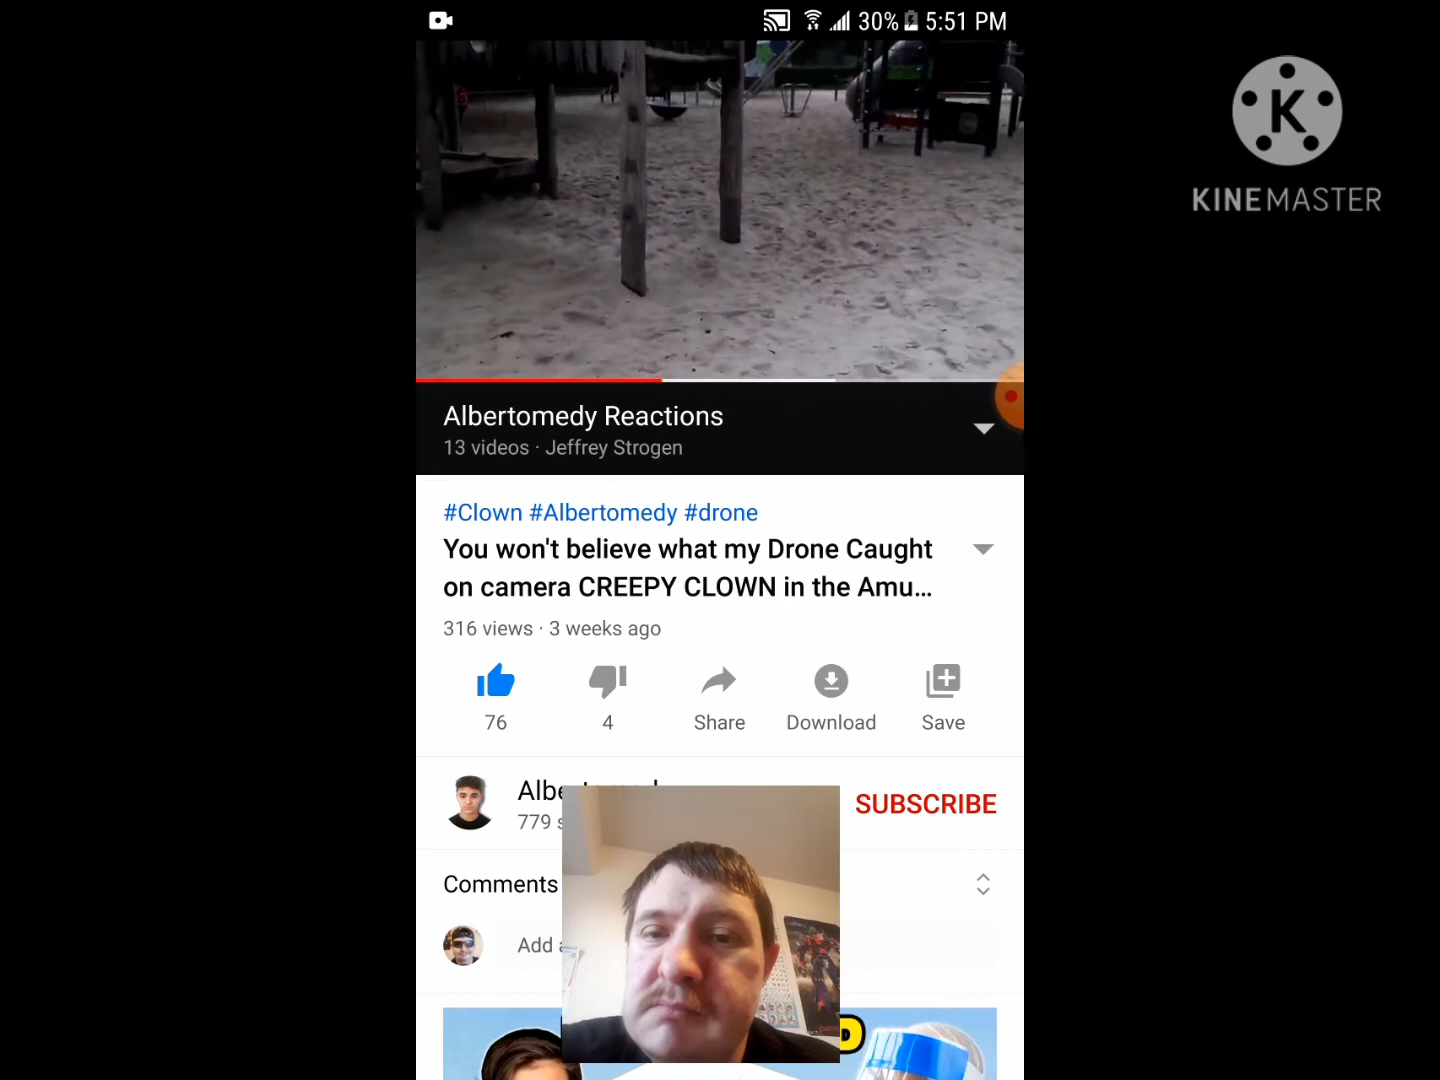 30% 5:51 PM
K
KINEMASTER
Albertomedy Reactions
13 videos · Jeffrey Strogen
#Clown #Albertomedy #drone
You won't believe what my Drone Caught
on camera CREEPY CLOWN in the Amu...
316 views · 3 weeks ago
76
4
Share
Download
Save
779
SUBSCRIBE
Comments
Add
D